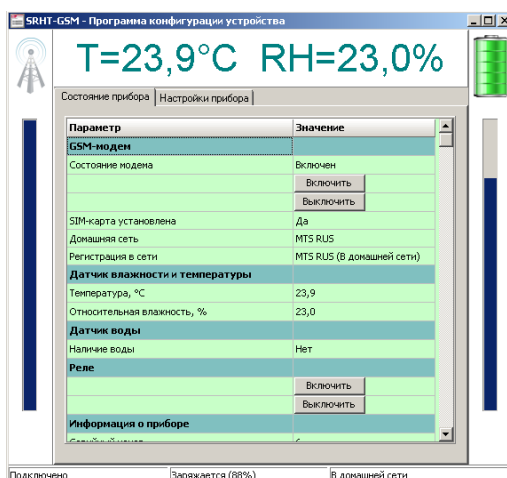 SRHT-GSM - Программа конфигурации устройства
T=23,9°C RH=23,0%
Состояние прибора Настройки прибора
Параметр Значение
GSM-модем
Состояние модема Включен
Включить
Выключить
SIM-карта установлена Да
Домашняя сеть MTS RUS
Регистрация в сети MTS RUS (В домашней сети)
Датчик влажности и температуры
Температура, °C 23,9
Относительная влажность, % 23,0
Датчик воды
Наличие воды Нет
Реле
Включить
Выключить
Информация о приборе
Подключено Заряжается (88%) В домашней сети